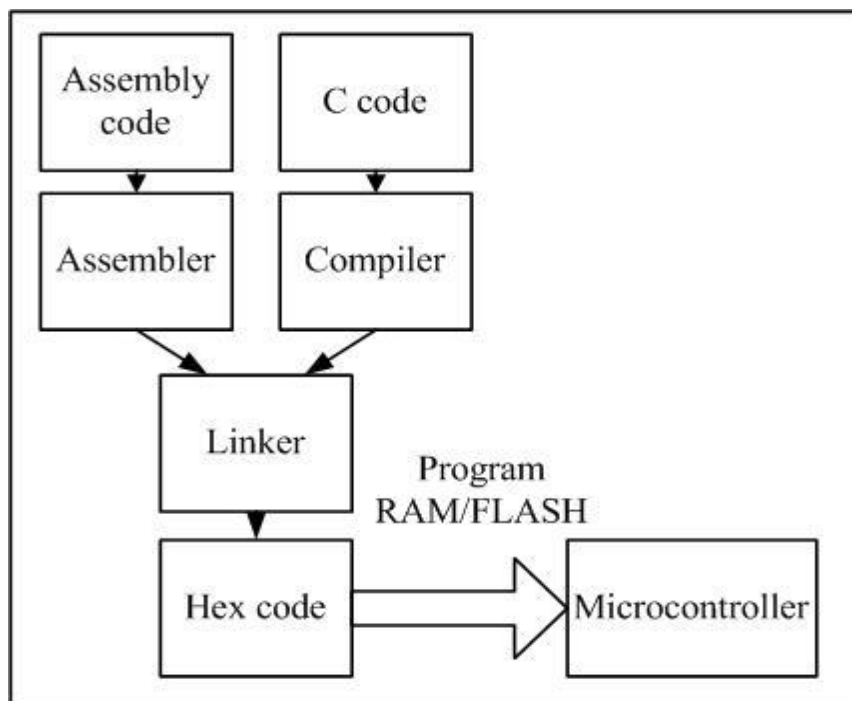 Assembly
code
C code
Assembler
Compiler
Linker
Program
RAM/FLASH
Hex code
Microcontroller